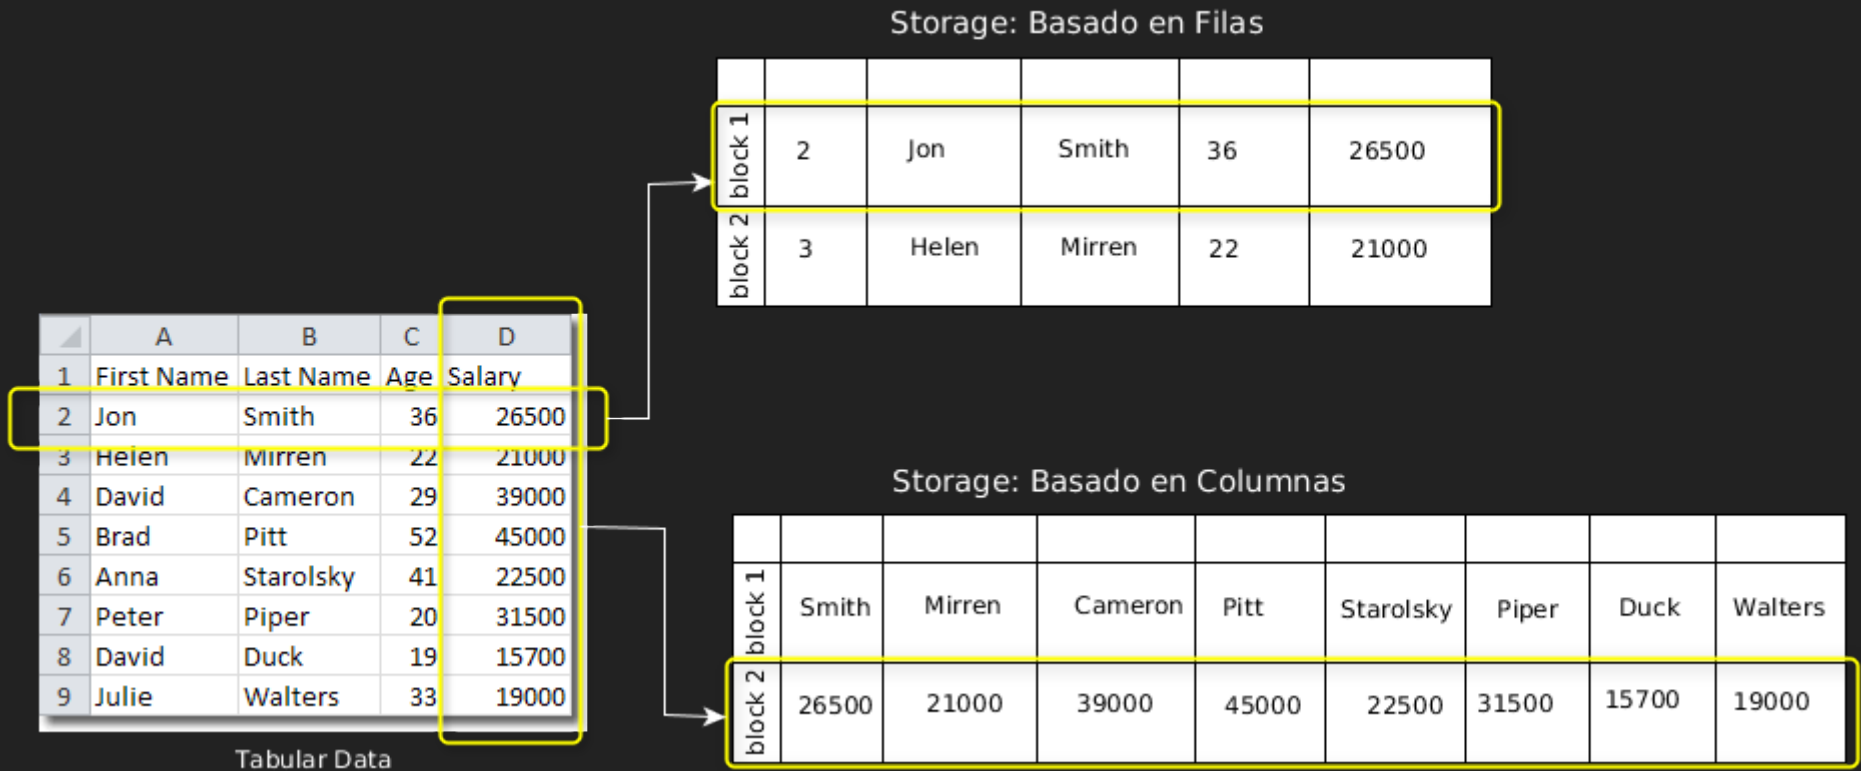 Storage: Basado en Filas
block 1 2 Jon Smith 36 26500
block 2 3 Helen Mirren 22 21000
A B C D
1 First Name Last Name Age Salary
2 Jon Smith 36 26500
3 Helen Mirren 22 21000
4 David Cameron 29 39000
5 Brad Pitt 52 45000
6 Anna Starolsky 41 22500
7 Peter Piper 20 31500
8 David Duck 19 15700
9 Julie Walters 33 19000
Tabular Data
Storage: Basado en Columnas
block 1 Smith Mirren Cameron Pitt Starolsky Piper Duck Walters
block 2 26500 21000 39000 45000 22500 31500 15700 19000